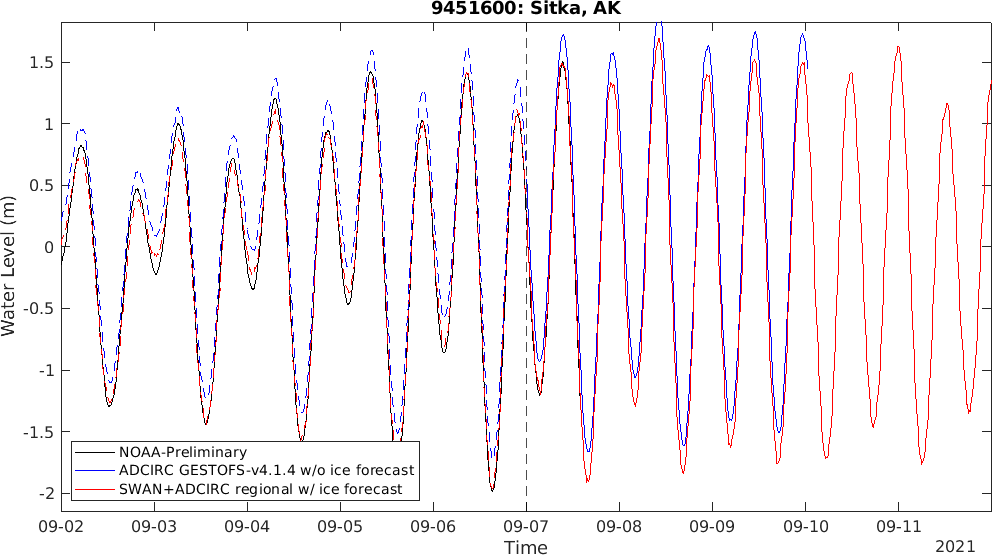 9451600: Sitka, AK
Water Level (m)
1.5
1
0.5
0
-0.5
-1
-1.5
-2
NOAA-Preliminary
ADCIRC GESTOFS-v4.1.4 w/o ice forecast
SWAN+ADCIRC regional w/ ice forecast
09-02 09-03 09-04 09-05 09-06 09-07 09-08 09-09 09-10 09-11
Time
2021